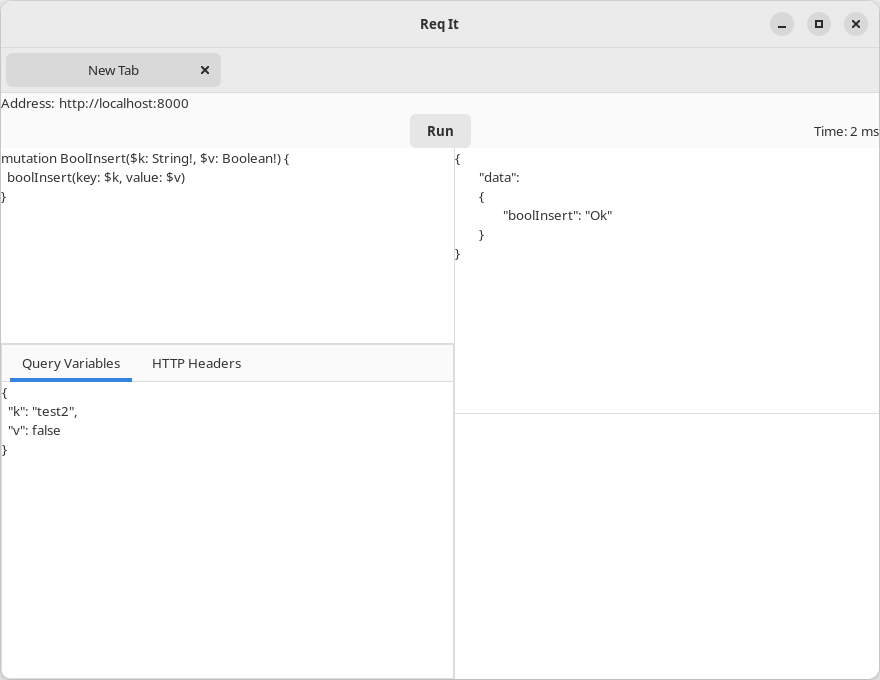 Req It
New Tab
Address: http://localhost:8000
Run
Time: 2 ms
mutation BoolInsert($k: String!, $v: Boolean!) {
  boolInsert(key: $k, value: $v)
}
{
	"data":
	{
		"boolInsert": "Ok"
	}
}
Query Variables
HTTP Headers
{
  "k": "test2",
  "v": false
}